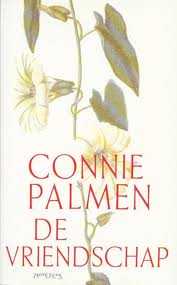 CONNIE
PALMEN
DE
VRIENDSCHAP
PROMETHEUS